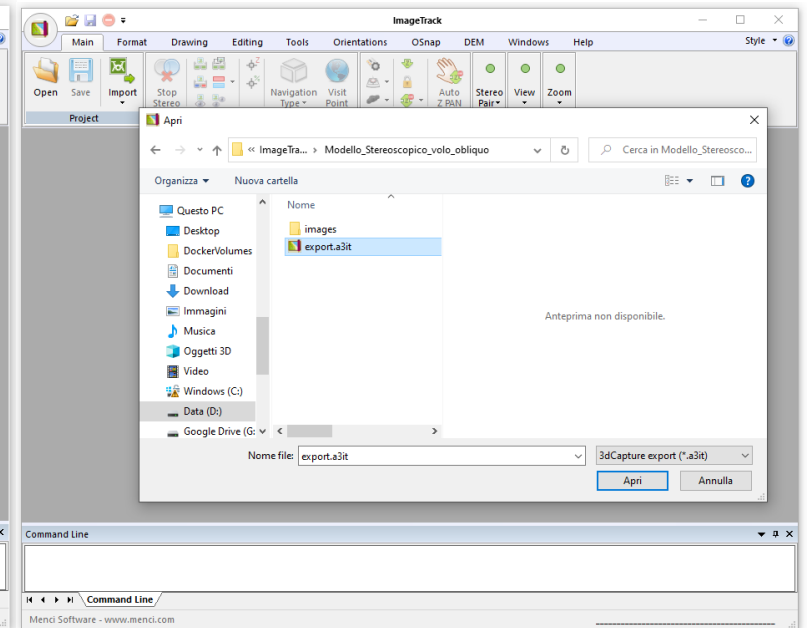 ImageTrack
Main Format Drawing Editing Tools Orientations OSnap DEM Windows Help Style
Open Save Import Stop Stereo Navigation Type Visit Point Auto Z PAN Stereo Pair View Zoom
Project
Apri
« ImageTra... › Modello_Stereoscopico_volo_obliquo Cerca in Modello_Stereosco...
Organizza Nuova cartella
Questo PC
Desktop
DockerVolumes
Documenti
Download
Immagini
Musica
Oggetti 3D
Video
Windows (C:)
Data (D:)
Google Drive (G:
Nome
images
export.a3it
Anteprima non disponibile.
Nome file: export.a3it 3dCapture export (*.a3it)
Apri Annulla
Command Line
Command Line
Menci Software - www.menci.com